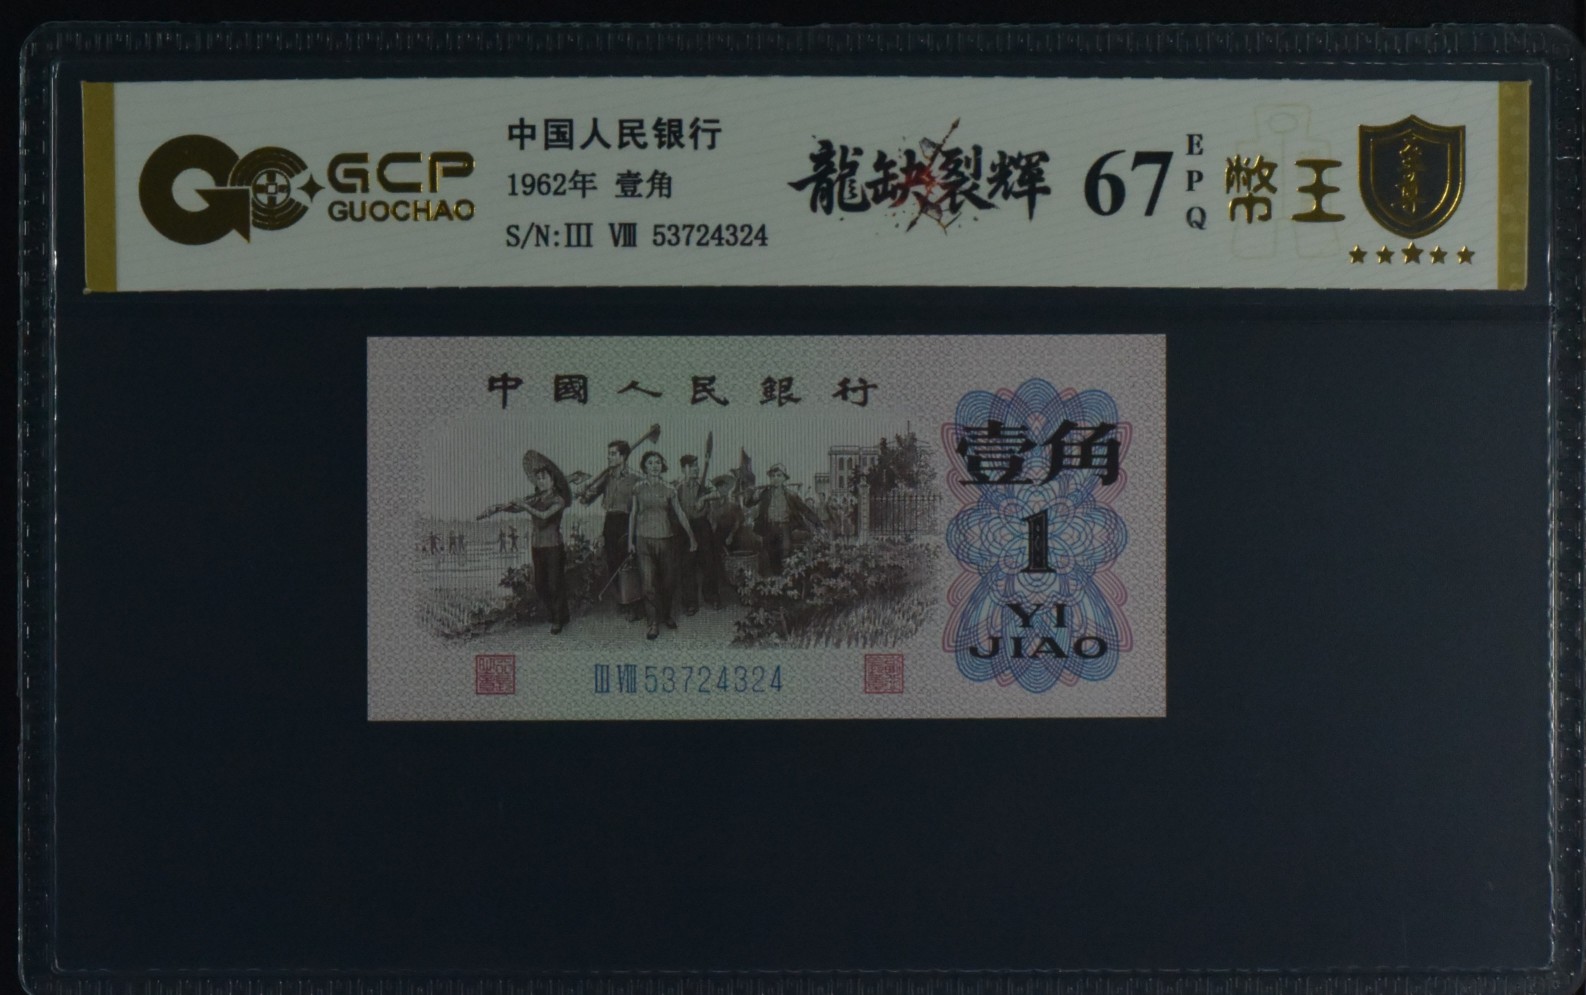 GCP
GUOCHAO
中国人民银行
1962年 壹角
S/N:III VIII 53724324
龍缺裂輝
67
EPQ
幣王
中國人民銀行
壹角
1
YI
JIAO
III VIII 53724324